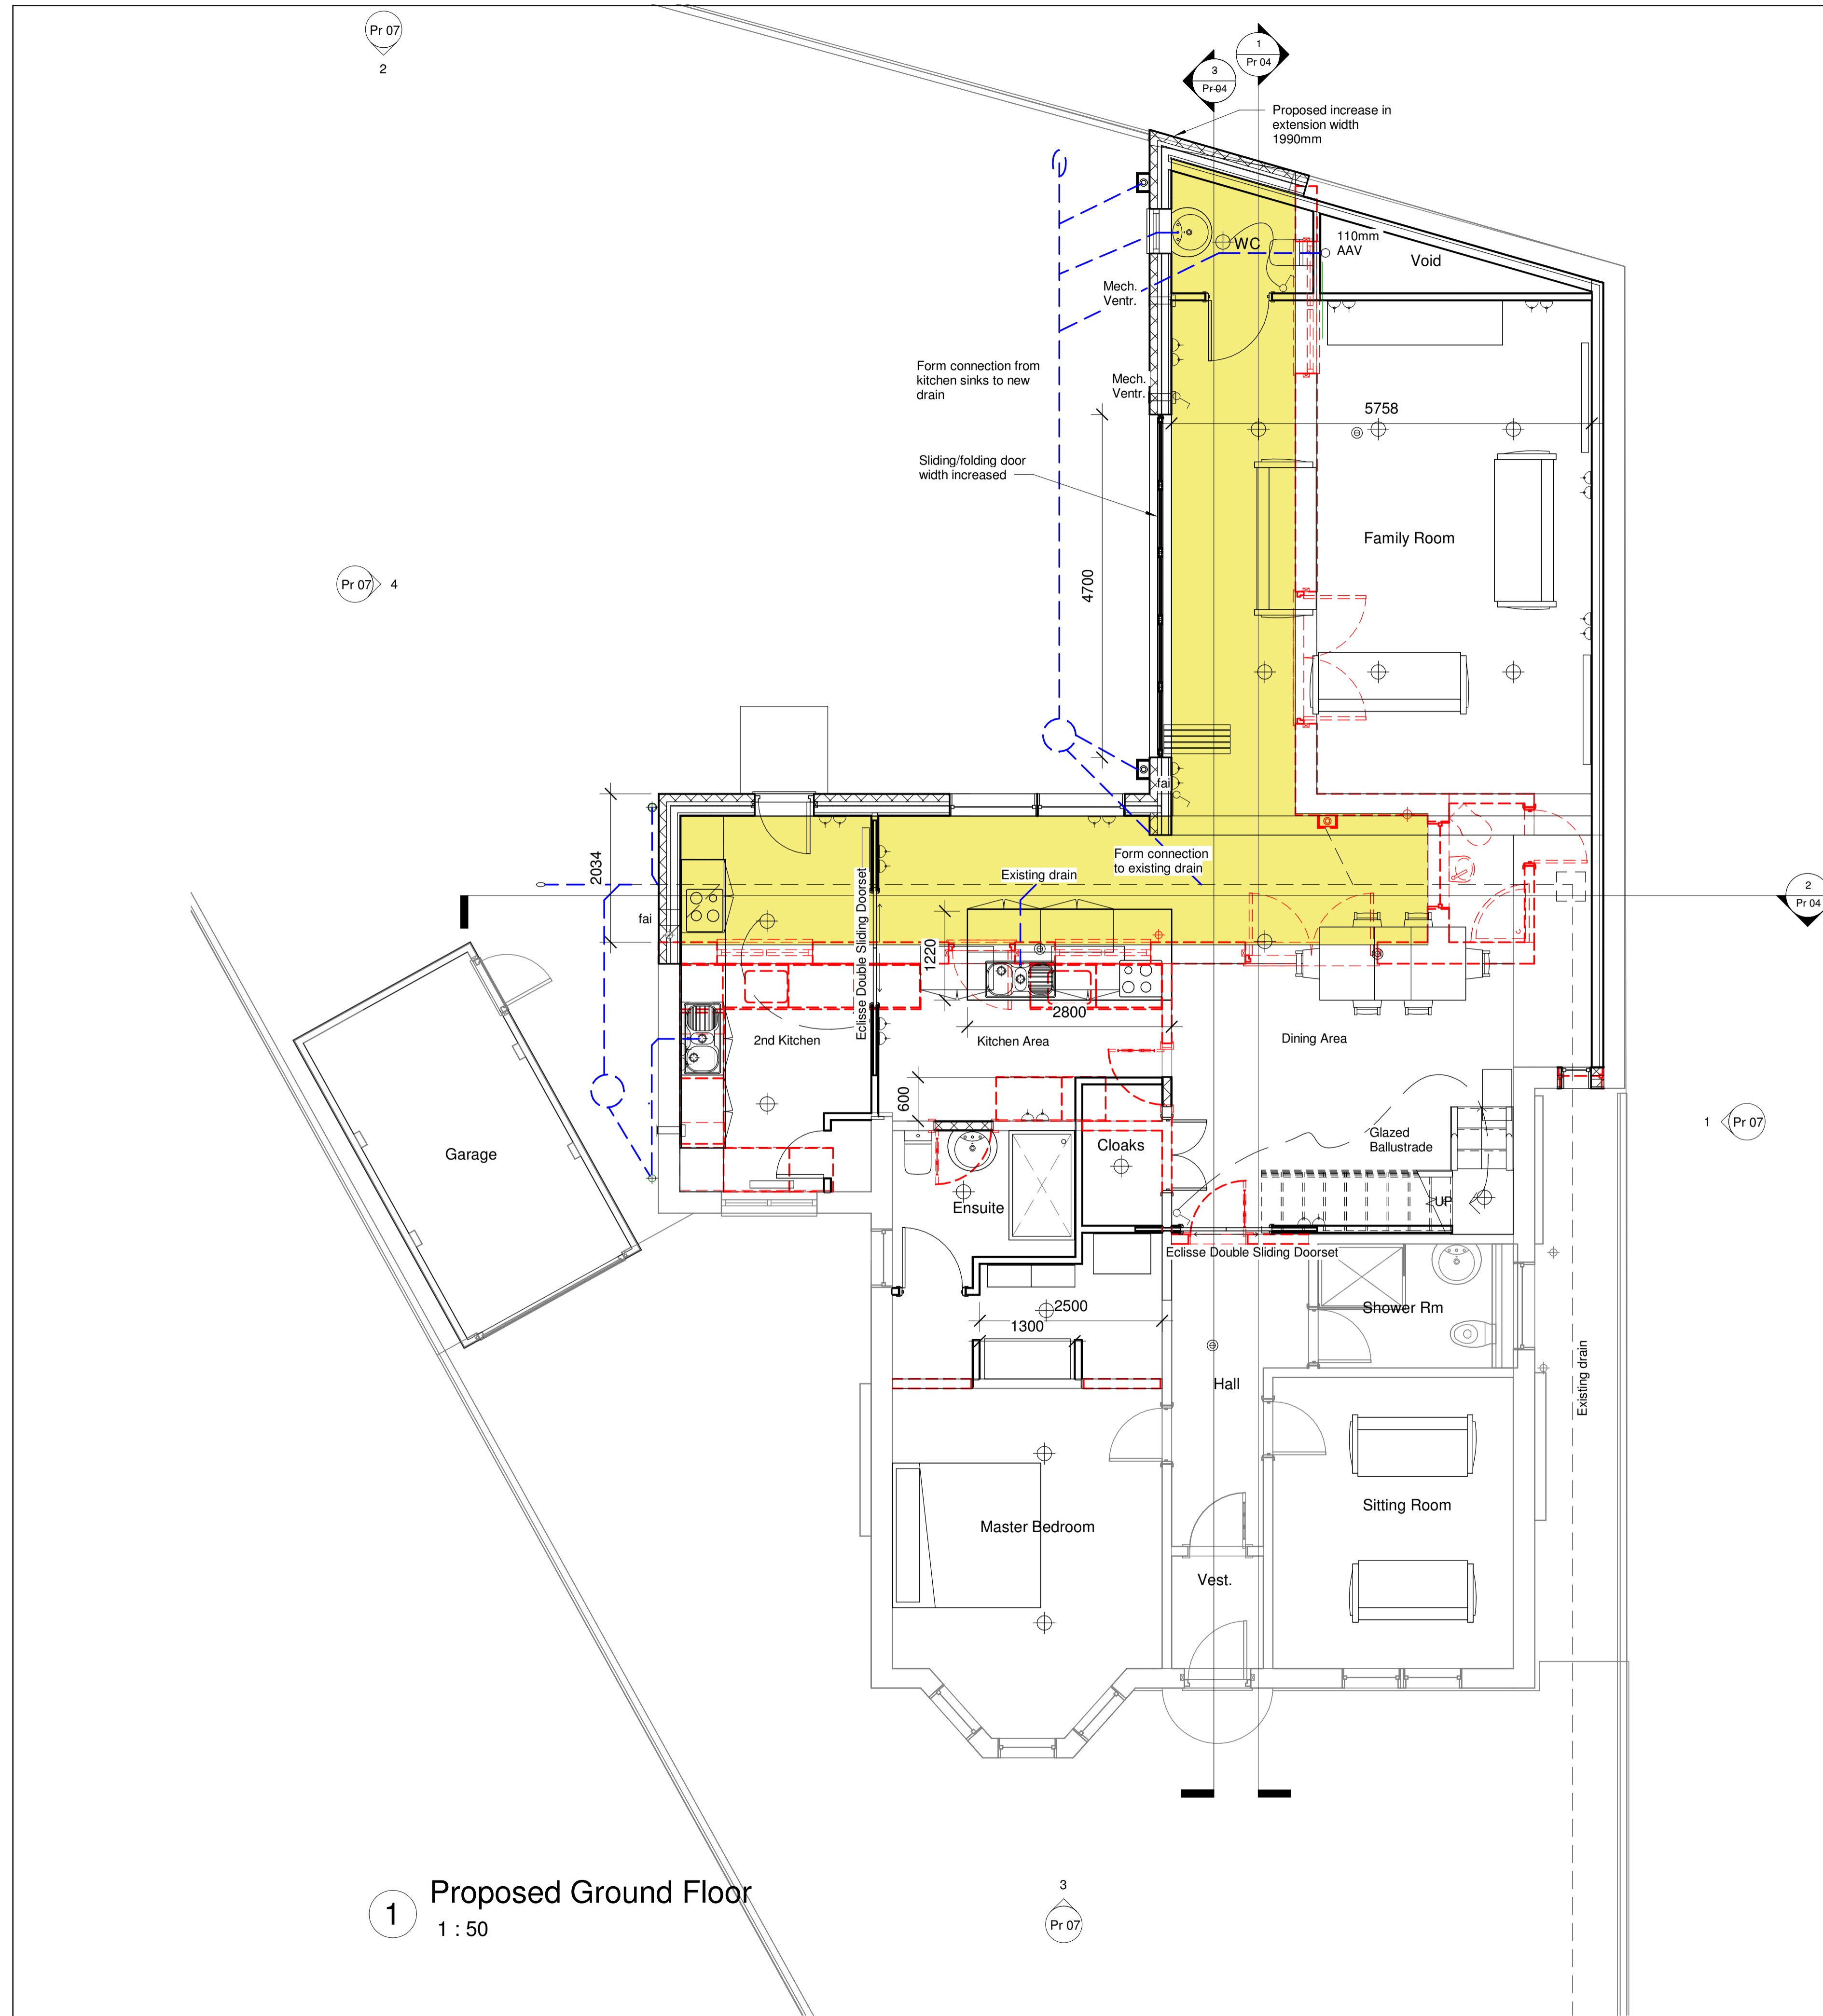 Pr 07
2
1
Pr 04
3
Pr 04
Proposed increase in
extension width
1990mm
WC
110mm
AAV
Void
Mech.
Ventr.
Form connection from
kitchen sinks to new
drain
Mech.
Ventr.
5758
Sliding/folding door
width increased
Family Room
4700
Pr 07
4
fai
2034
Eclisse Double Sliding Doorset
Form connection
to existing drain
Existing drain
2
Pr 04
fai
1220
2800
2nd Kitchen
Kitchen Area
Dining Area
600
Cloaks
Glazed
Ballustrade
1
Pr 07
Garage
Ensuite
UP
Eclisse Double Sliding Doorset
2500
1300
Shower Rm
Hall
Existing drain
Master Bedroom
Sitting Room
Vest.
1
Proposed Ground Floor
1 : 50
3
Pr 07